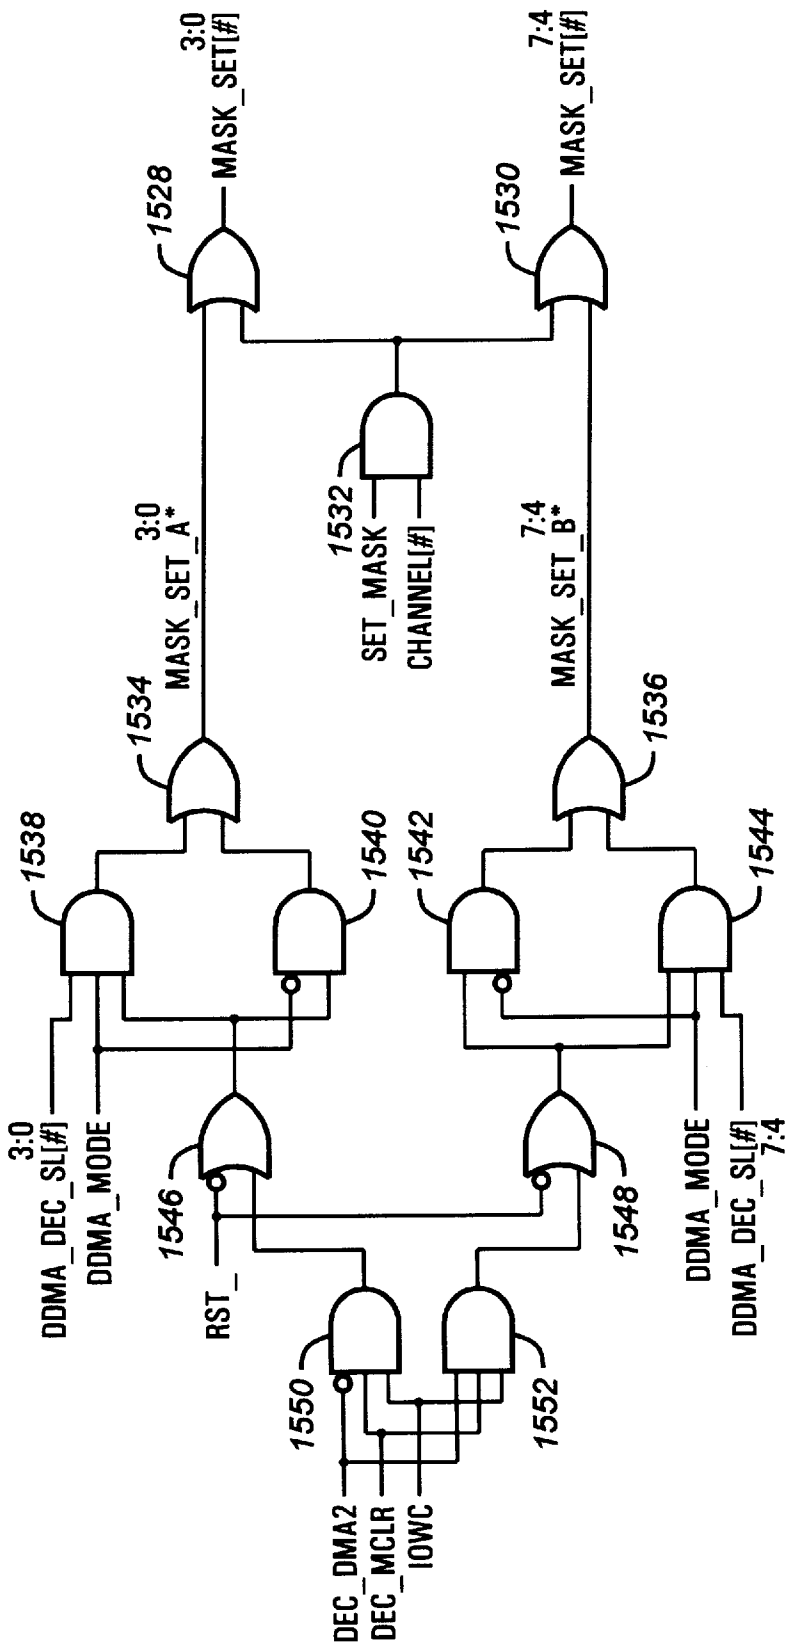 3:0
DDMA_DEC_SL[#]
DDMA_MODE
RST_
DEC_DMA2
DEC_MCLR
IOWC
DDMA_MODE
DDMA_DEC_SL[#]
7:4
1550
1552
1546
1548
1538
1540
1542
1544
1534
1536
3:0
MASK_SET_A*
SET_MASK
CHANNEL[#]
1532
7:4
MASK_SET_B*
1528
1530
3:0
MASK_SET[#]
7:4
MASK_SET[#]